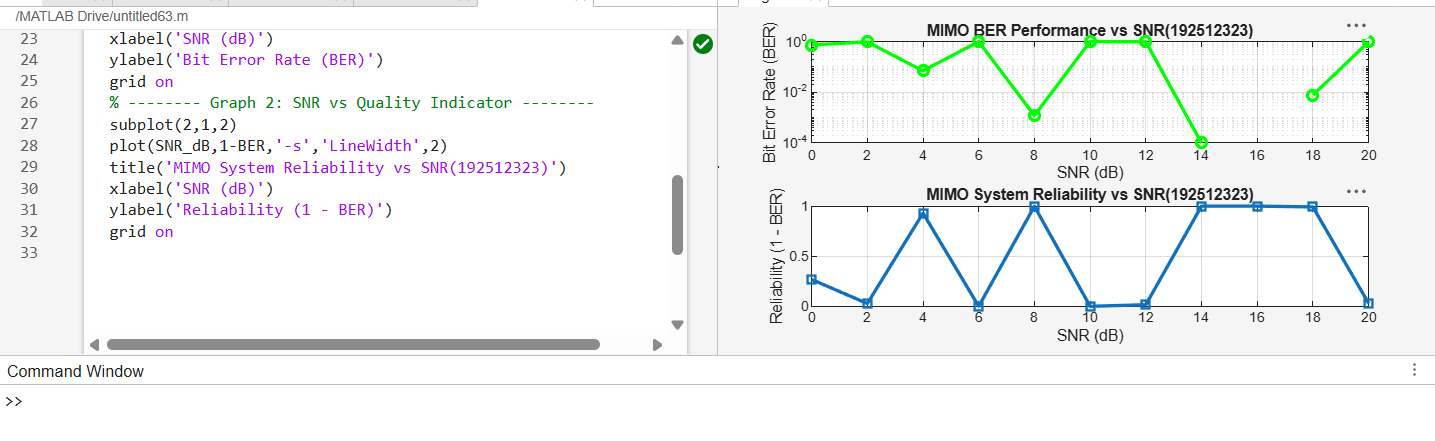 /MATLAB Drive/untitled63.m
23 xlabel('SNR (dB)')
24 ylabel('Bit Error Rate (BER)')
25 grid on
26 % -------- Graph 2: SNR vs Quality Indicator --------
27 subplot(2,1,2)
28 plot(SNR_dB,1-BER,'-s','LineWidth',2)
29 title('MIMO System Reliability vs SNR(192512323)')
30 xlabel('SNR (dB)')
31 ylabel('Reliability (1 - BER)')
32 grid on
33
MIMO BER Performance vs SNR(192512323)
Bit Error Rate (BER)
10^0
10^-2
10^-4
0 2 4 6 8 10 12 14 16 18 20
SNR (dB)
MIMO System Reliability vs SNR(192512323)
Reliability (1 - BER)
1
0.5
0
0 2 4 6 8 10 12 14 16 18 20
SNR (dB)
Command Window
>>